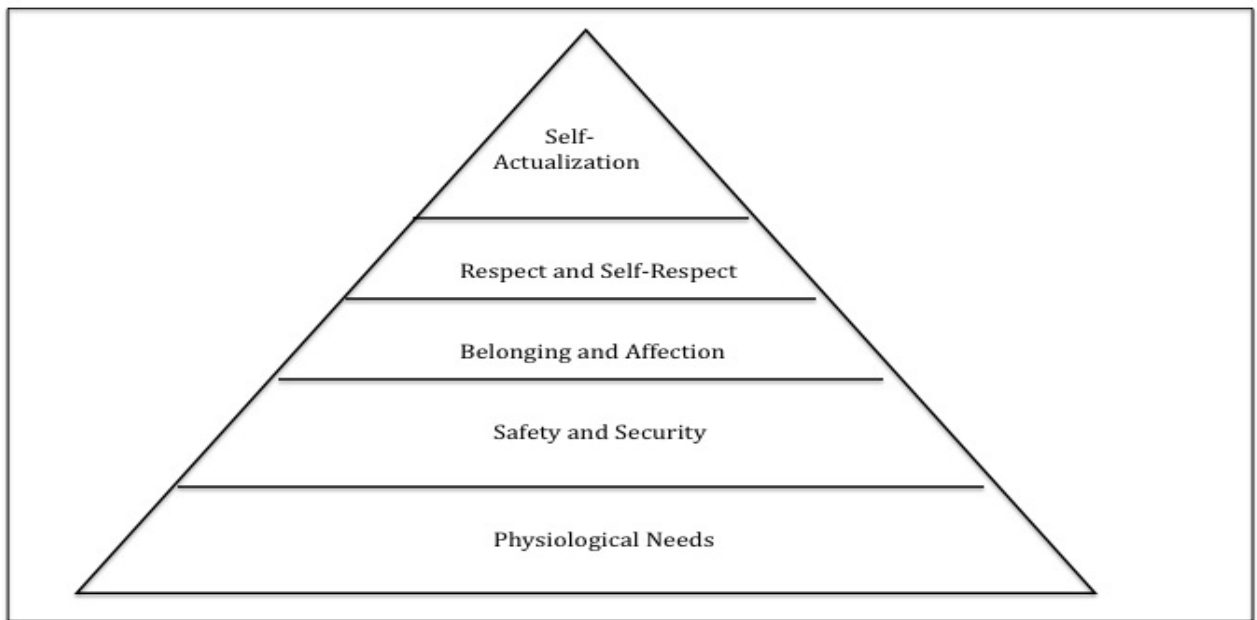 Self-
Actualization
Respect and Self-Respect
Belonging and Affection
Safety and Security
Physiological Needs